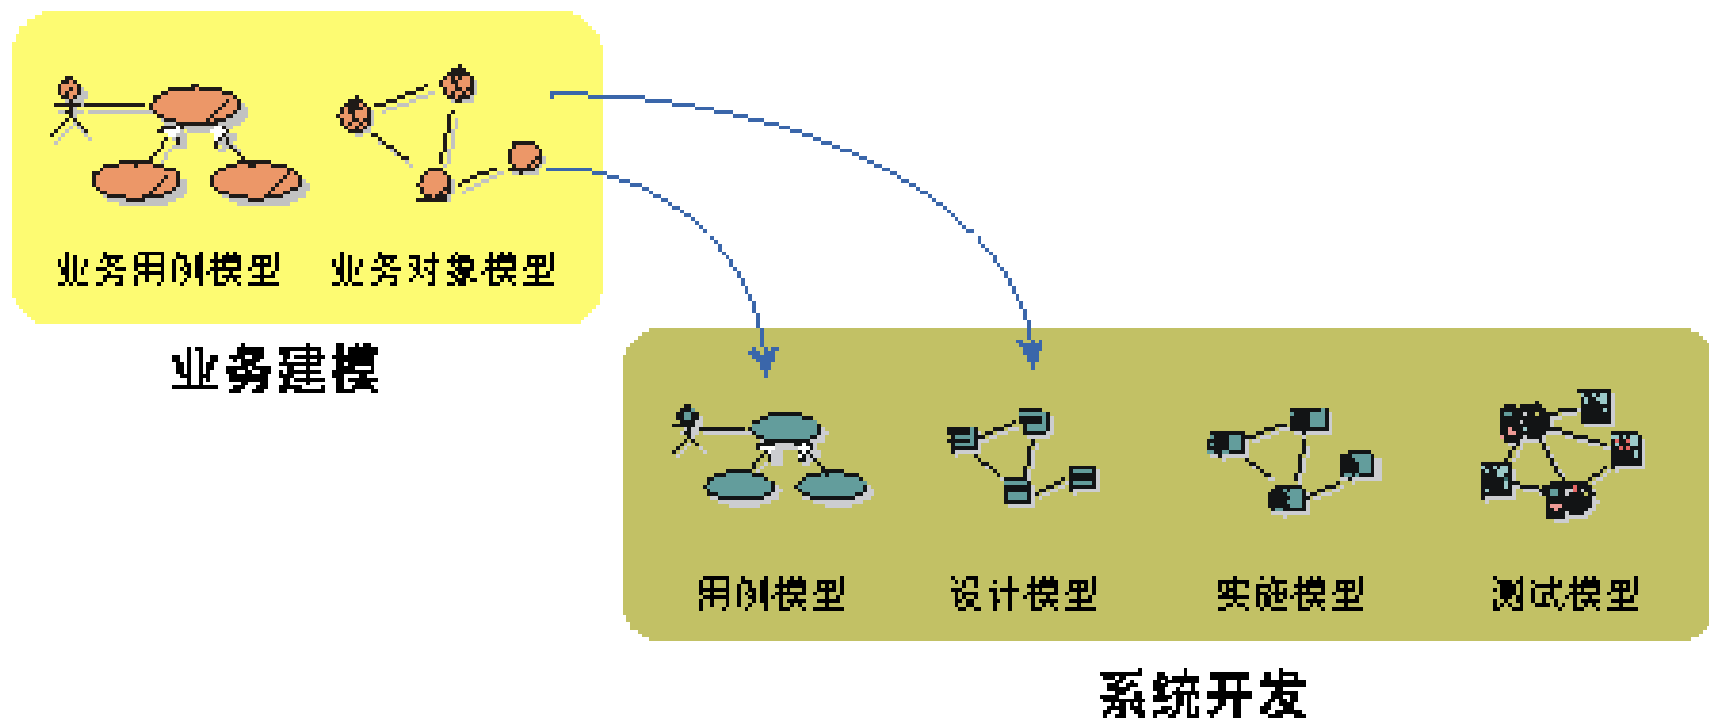 业务用例模型
业务对象模型
业务建模
用例模型
设计模型
实施模型
测试模型
系统开发